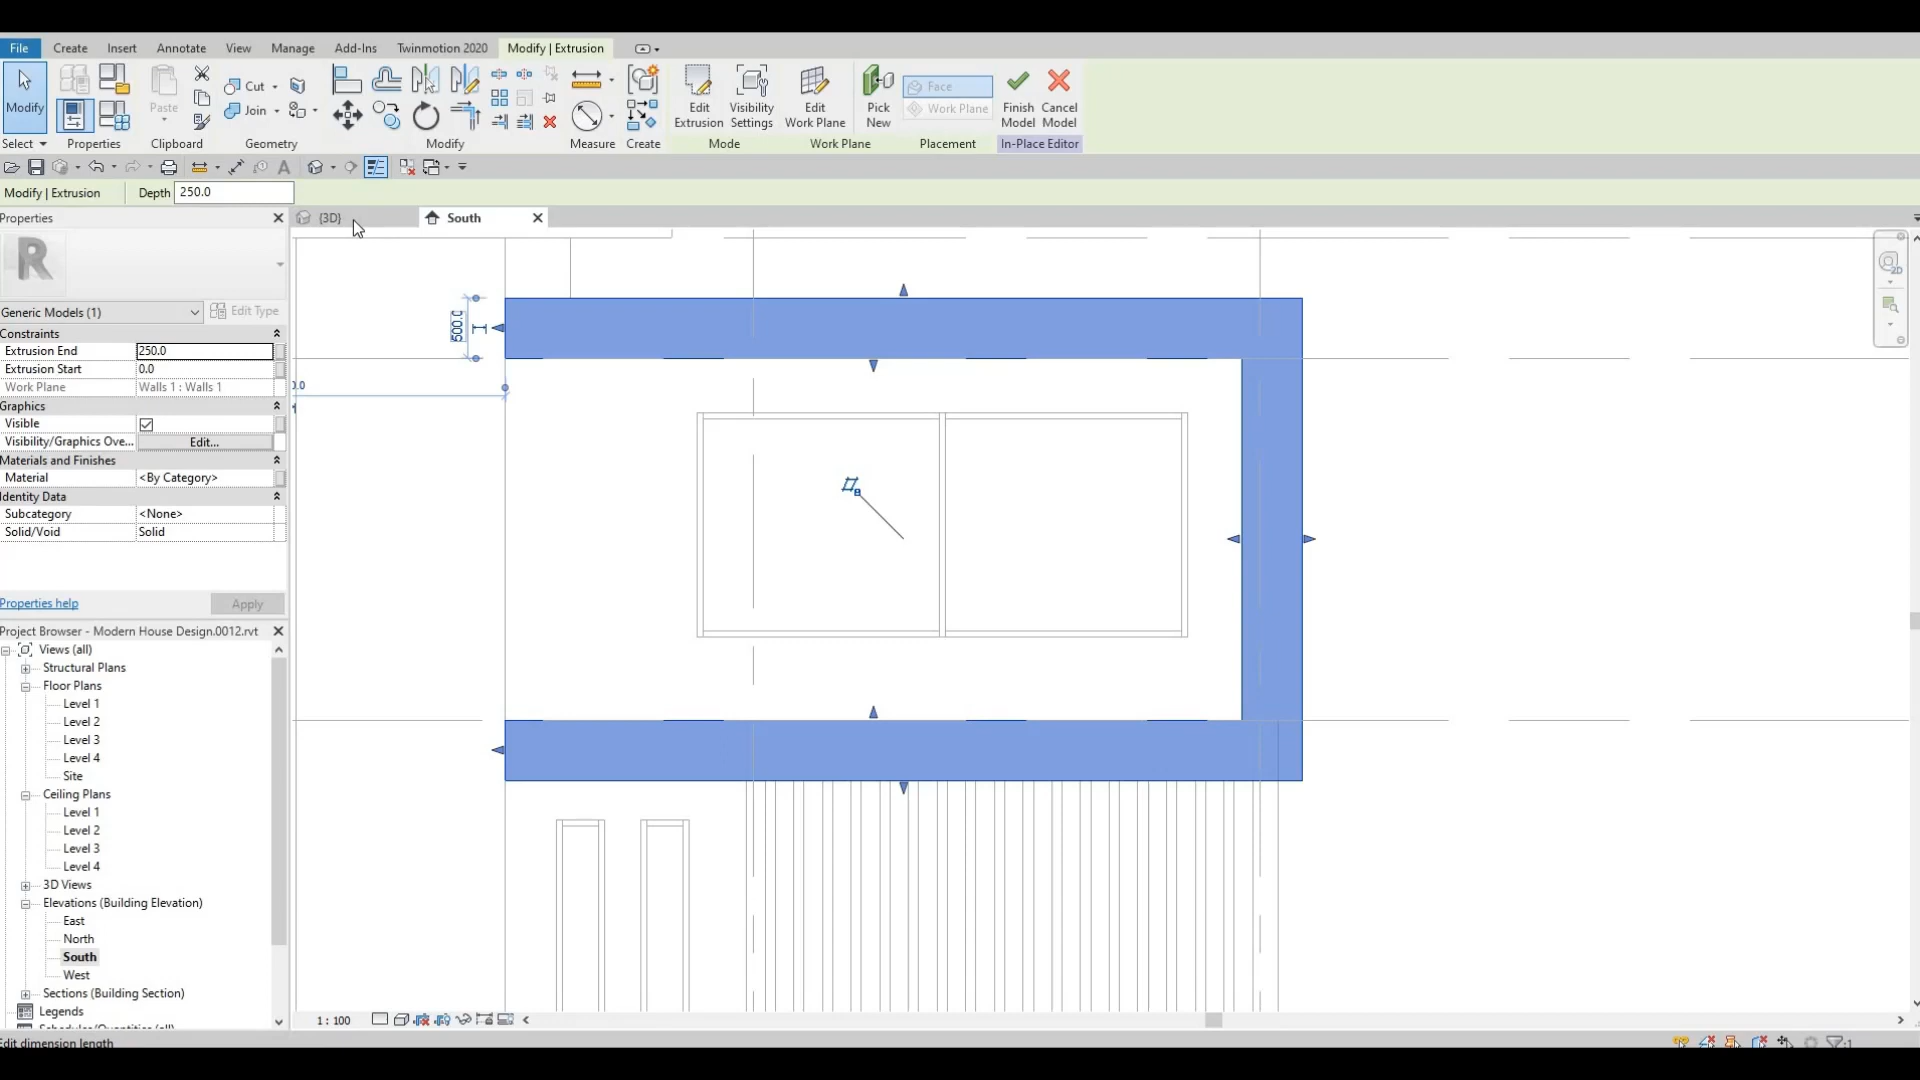 File Create Insert Annotate View Manage Add-Ins Twinmotion 2020 Modify | Extrusion
Modify Paste Cut Join Edit Extrusion Visibility Settings Edit Work Plane Pick New Face Work Plane Finish Model Cancel Model
Select Properties Clipboard Geometry Modify Measure Create Mode Work Plane Placement In-Place Editor
Modify | Extrusion Depth 250.0
Properties {3D} South
Generic Models (1) Edit Type
Constraints
Extrusion End 250.0
Extrusion Start 0.0
Work Plane Walls 1 : Walls 1
Graphics
Visible
Visibility/Graphics Ove... Edit...
Materials and Finishes
Material <By Category>
Identity Data
Subcategory <None>
Solid/Void Solid
Properties help Apply
Project Browser - Modern House Design.0012.rvt
Views (all)
Structural Plans
Floor Plans
Level 1
Level 2
Level 3
Level 4
Site
Ceiling Plans
Level 1
Level 2
Level 3
Level 4
3D Views
Elevations (Building Elevation)
East
North
South
West
Sections (Building Section)
Legends
Schedules/Quantities (all)
1 : 100
Edit dimension length